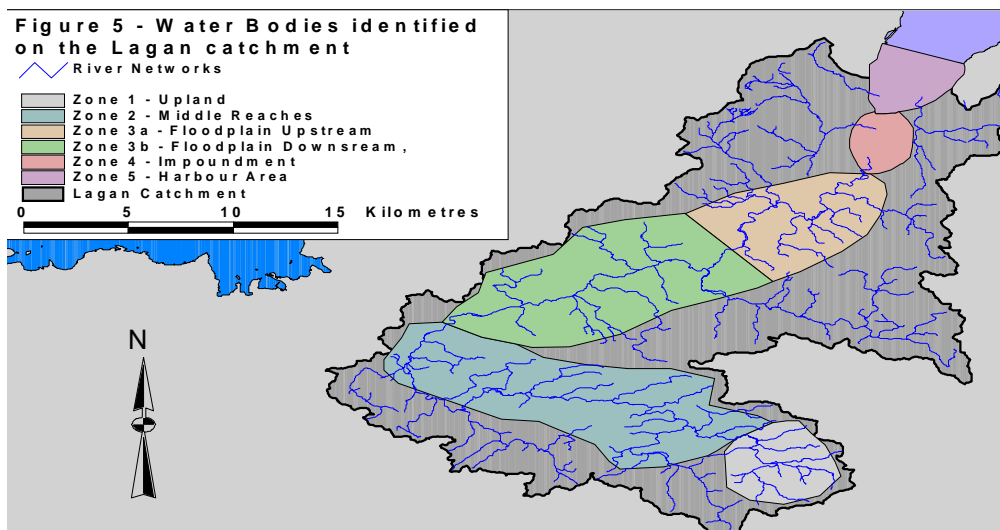 Figure 5 - Water Bodies identified
on the Lagan catchment
River Networks
Zone 1 - Upland
Zone 2 - Middle Reaches
Zone 3a - Floodplain Upstream
Zone 3b - Floodplain Downsream,
Zone 4 - Impoundment
Zone 5 - Harbour Area
Lagan Catchment
0 5 10 15 Kilometres
N